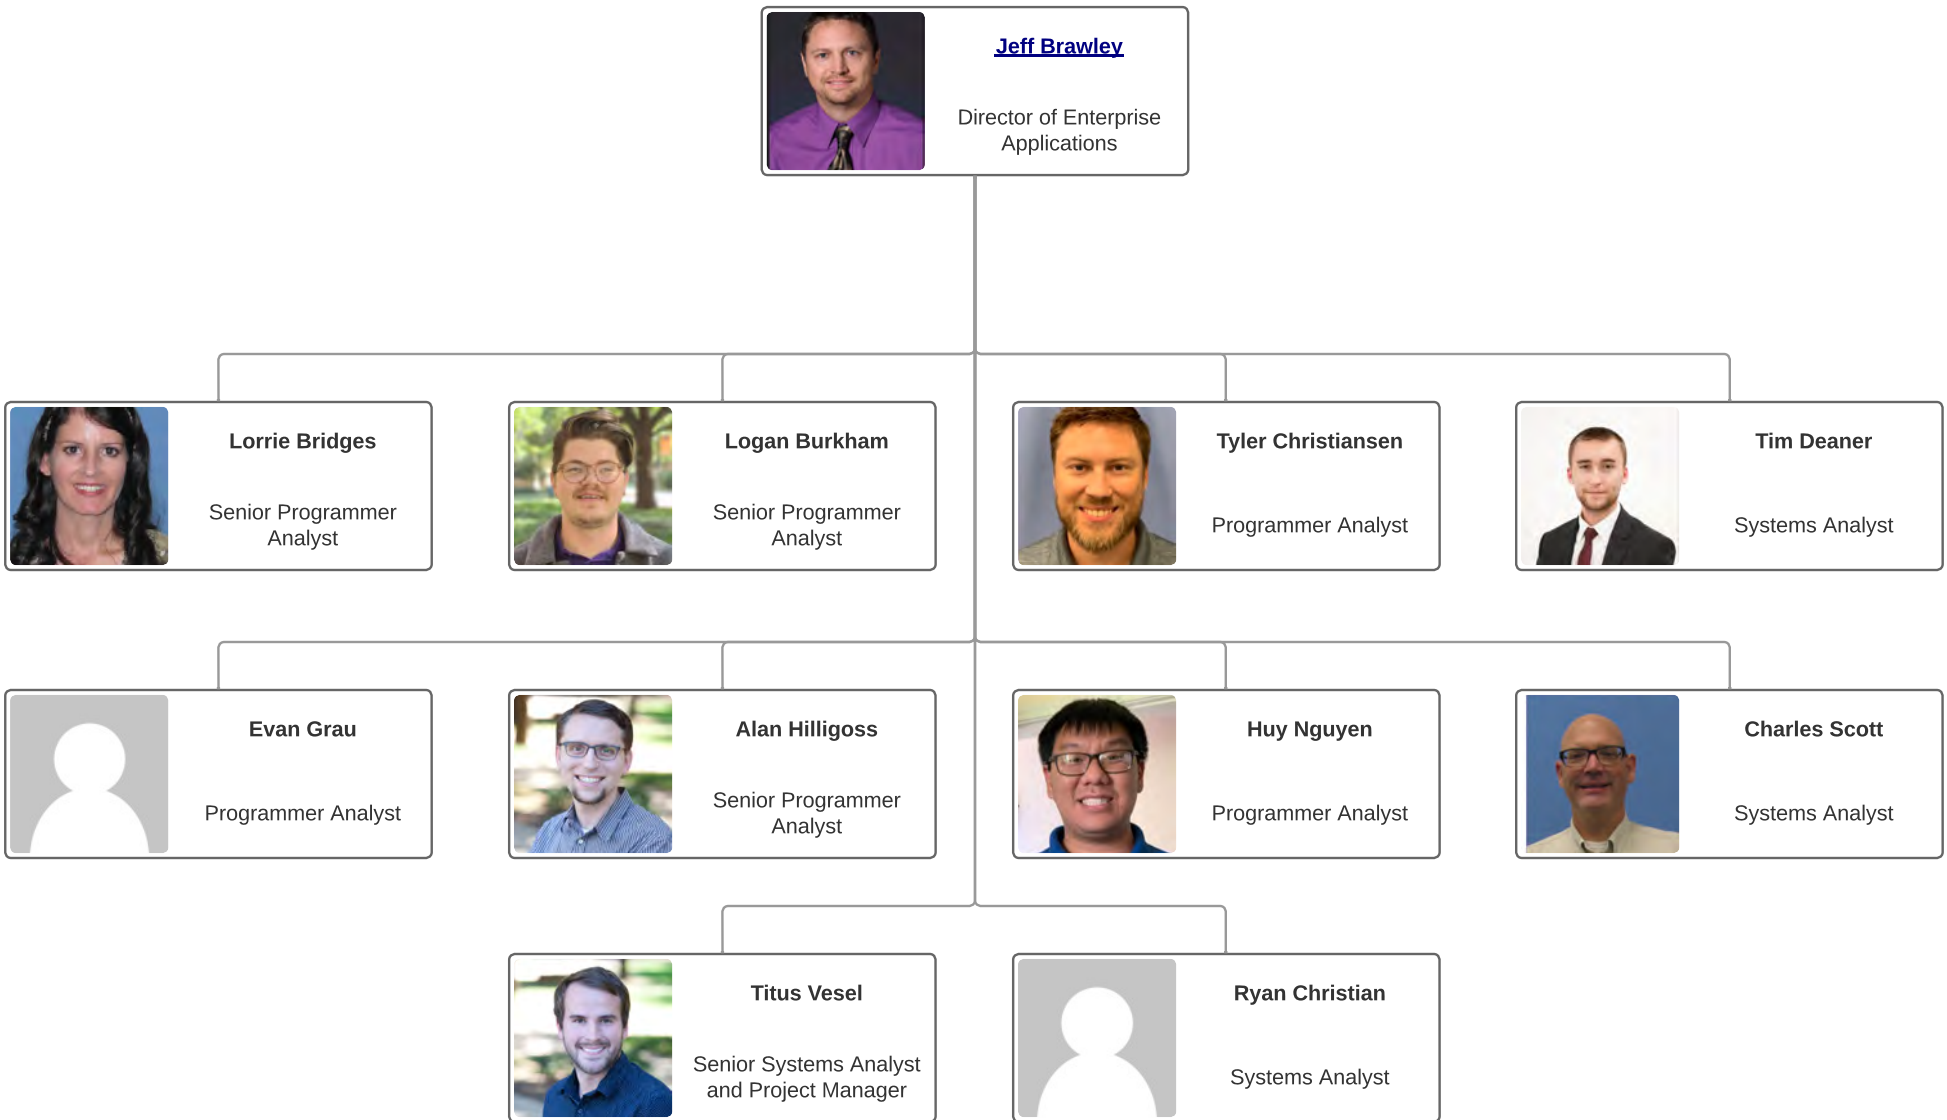 Jeff Brawley
Director of Enterprise
Applications
Lorrie Bridges
Senior Programmer
Analyst
Logan Burkham
Senior Programmer
Analyst
Tyler Christiansen
Programmer Analyst
Tim Deaner
Systems Analyst
Evan Grau
Programmer Analyst
Alan Hilligoss
Senior Programmer
Analyst
Huy Nguyen
Programmer Analyst
Charles Scott
Systems Analyst
Titus Vesel
Senior Systems Analyst
and Project Manager
Ryan Christian
Systems Analyst